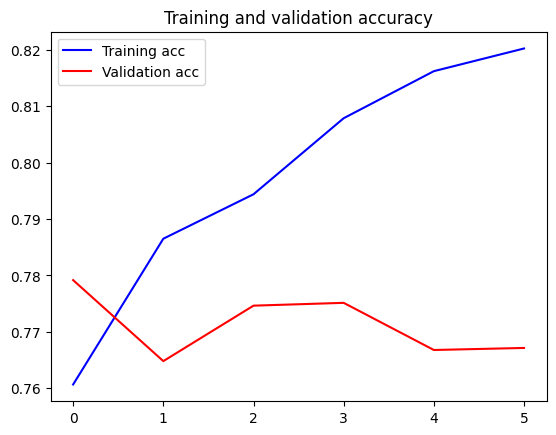 Training and validation accuracy
Training acc
Validation acc
0.82
0.81
0.80
0.79
0.78
0.77
0.76
0 1 2 3 4 5